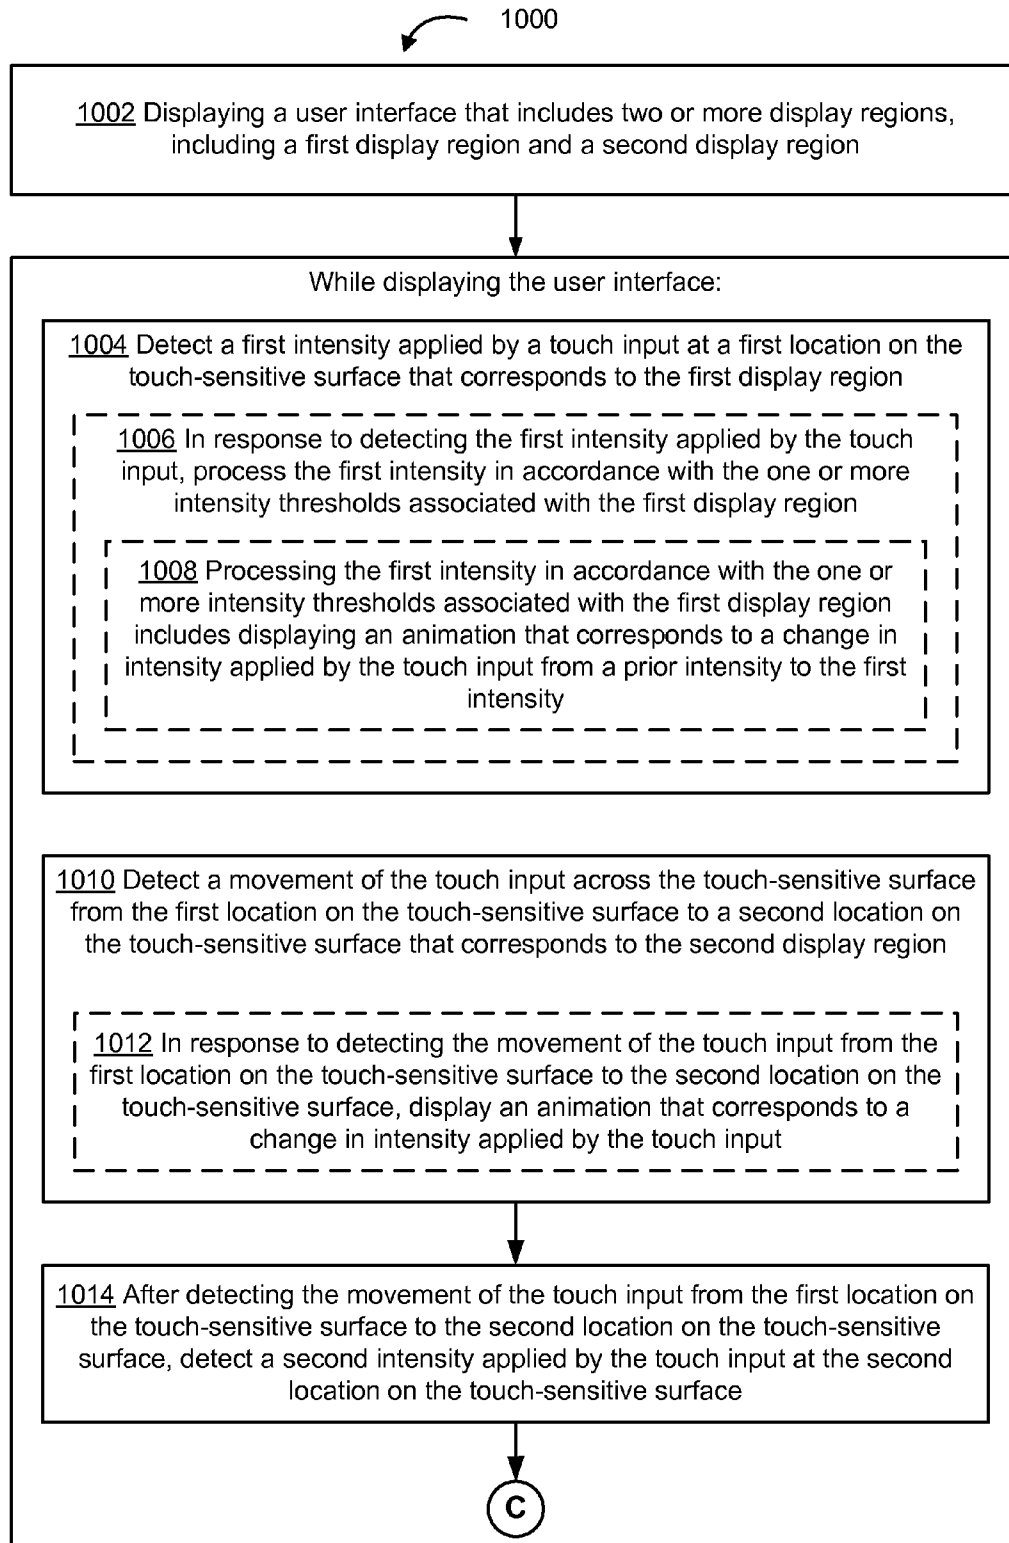 1000
1002 Displaying a user interface that includes two or more display regions,
including a first display region and a second display region
While displaying the user interface:
1004 Detect a first intensity applied by a touch input at a first location on the
touch-sensitive surface that corresponds to the first display region
1006 In response to detecting the first intensity applied by the touch
input, process the first intensity in accordance with the one or more
intensity thresholds associated with the first display region
1008 Processing the first intensity in accordance with the one or
more intensity thresholds associated with the first display region
includes displaying an animation that corresponds to a change in
intensity applied by the touch input from a prior intensity to the first
intensity
1010 Detect a movement of the touch input across the touch-sensitive surface
from the first location on the touch-sensitive surface to a second location on
the touch-sensitive surface that corresponds to the second display region
1012 In response to detecting the movement of the touch input from the
first location on the touch-sensitive surface to the second location on the
touch-sensitive surface, display an animation that corresponds to a
change in intensity applied by the touch input
1014 After detecting the movement of the touch input from the first location on
the touch-sensitive surface to the second location on the touch-sensitive
surface, detect a second intensity applied by the touch input at the second
location on the touch-sensitive surface
C